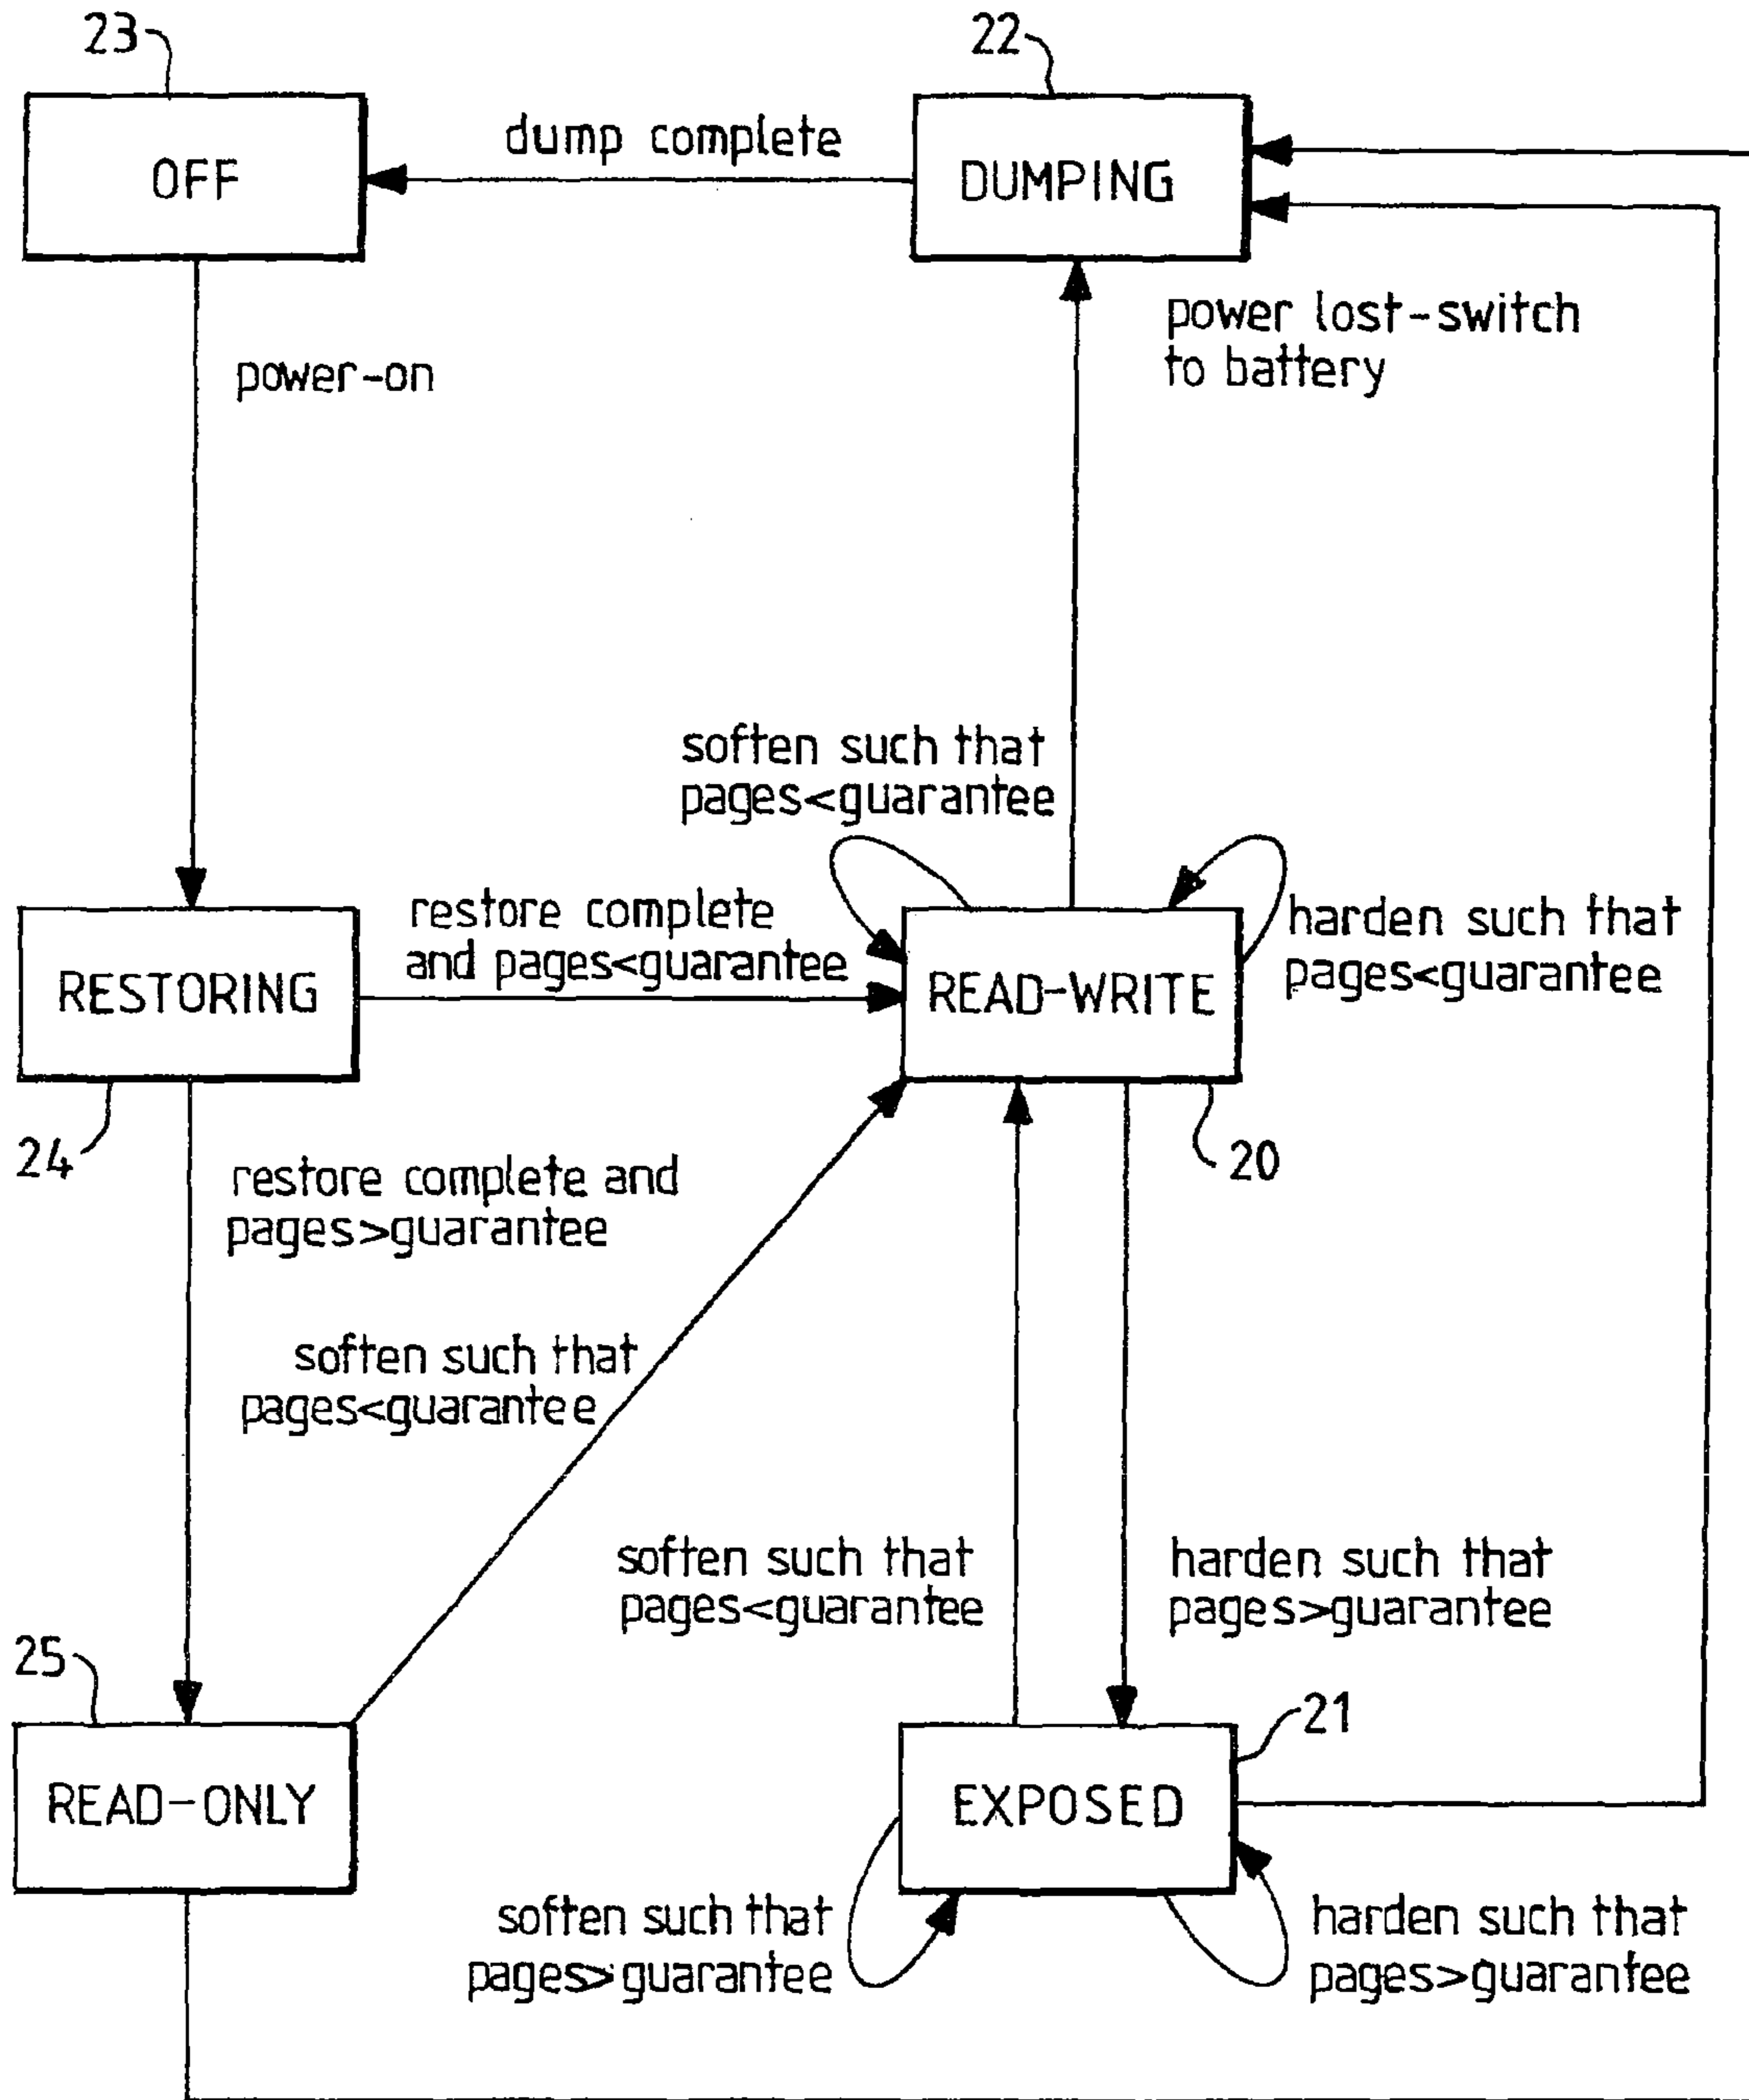 23
22
OFF
dump complete
DUMPING
power lost-switch
to battery
power-on
soften such that
pages<guarantee
restore complete
and pages<guarantee
harden such that
pages<guarantee
RESTORING
READ-WRITE
24
20
restore complete and
pages>guarantee
soften such that
pages<guarantee
soften such that
pages<guarantee
harden such that
pages>guarantee
25
21
READ-ONLY
EXPOSED
soften such that
pages>guarantee
harden such that
pages>guarantee